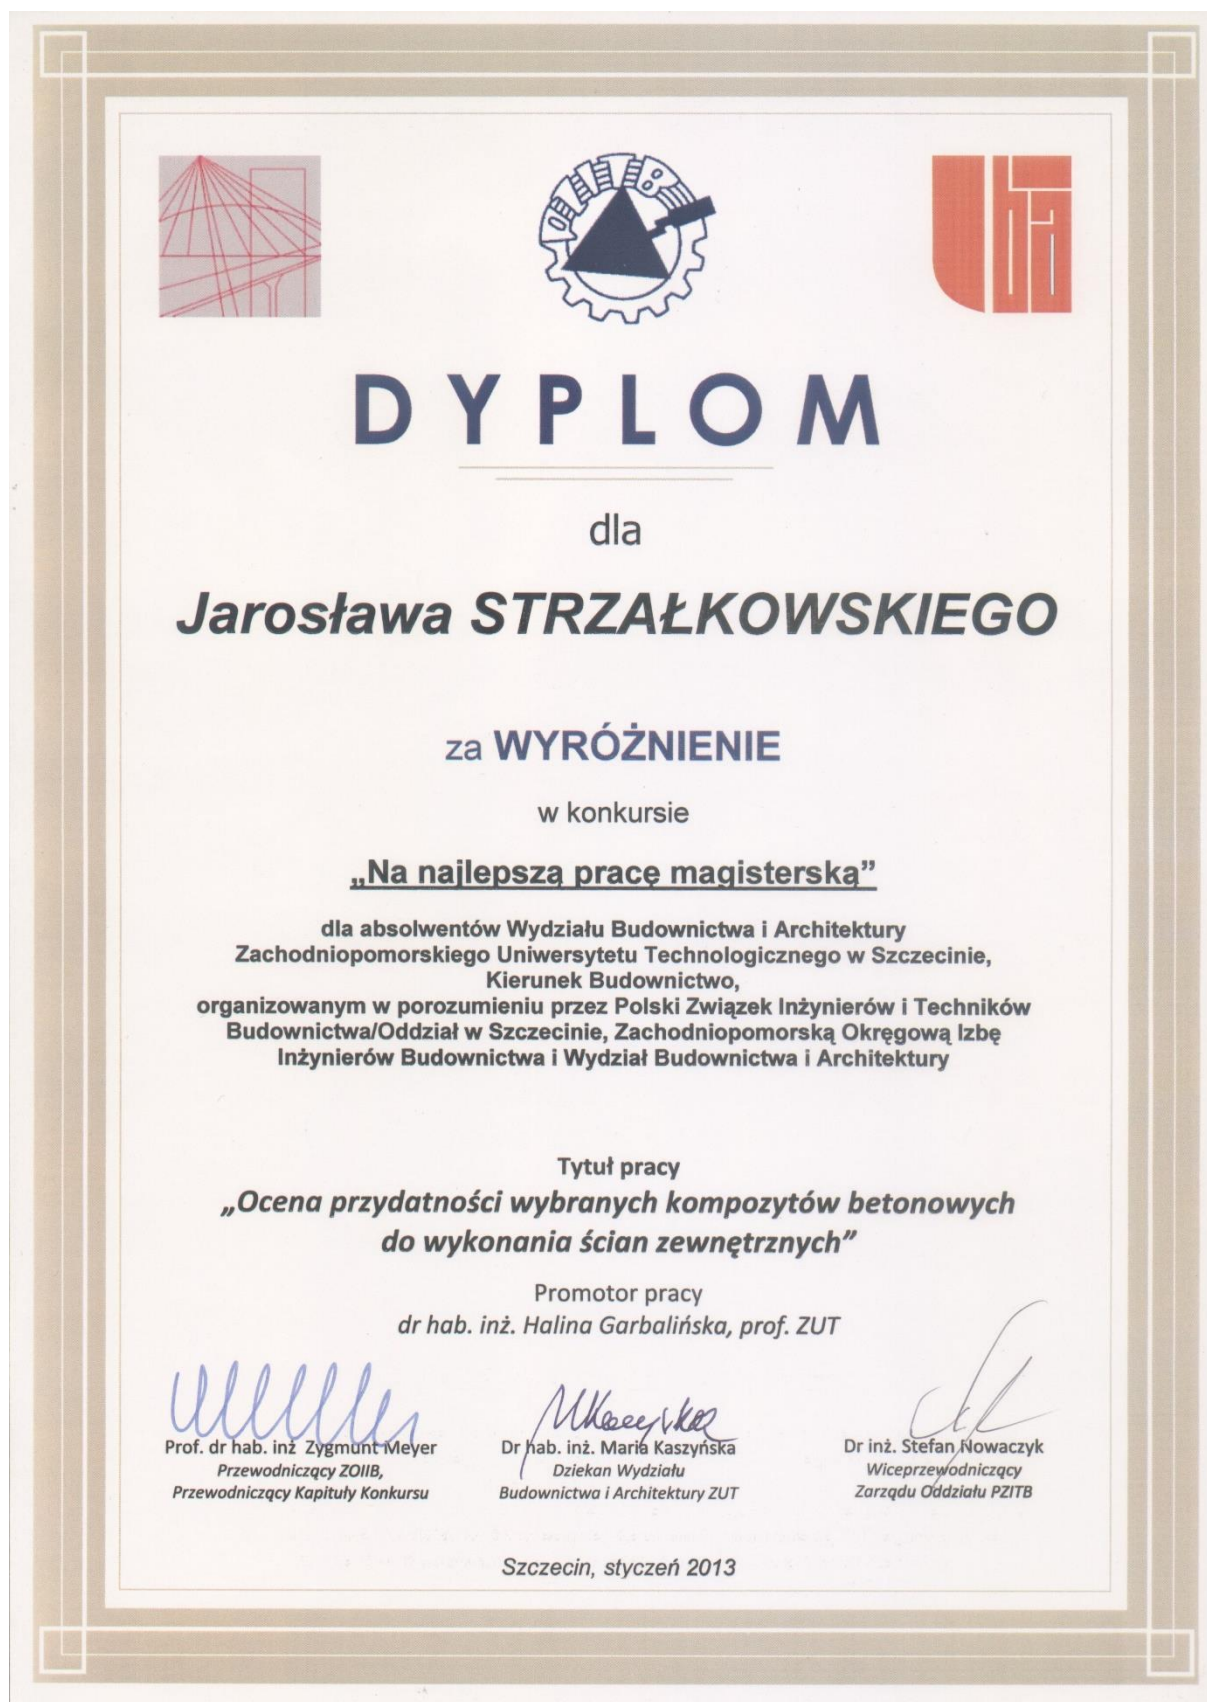 PZITB
Wba
DYPLOM
dla
Jarosława STRZAŁKOWSKIEGO
za WYRÓŻNIENIE
w konkursie
„Na najlepszą pracę magisterską”
dla absolwentów Wydziału Budownictwa i Architektury
Zachodniopomorskiego Uniwersytetu Technologicznego w Szczecinie,
Kierunek Budownictwo,
organizowanym w porozumieniu przez Polski Związek Inżynierów i Techników
Budownictwa/Oddział w Szczecinie, Zachodniopomorską Okręgową Izbę
Inżynierów Budownictwa i Wydział Budownictwa i Architektury
Tytuł pracy
„Ocena przydatności wybranych kompozytów betonowych
do wykonania ścian zewnętrznych”
Promotor pracy
dr hab. inż. Halina Garbalińska, prof. ZUT
Prof. dr hab. inż Zygmunt Meyer
Przewodniczący ZOIIB,
Przewodniczący Kapituły Konkursu
Dr hab. inż. Maria Kaszyńska
Dziekan Wydziału
Budownictwa i Architektury ZUT
Dr inż. Stefan Nowaczyk
Wiceprzewodniczący
Zarządu Oddziału PZITB
Szczecin, styczeń 2013